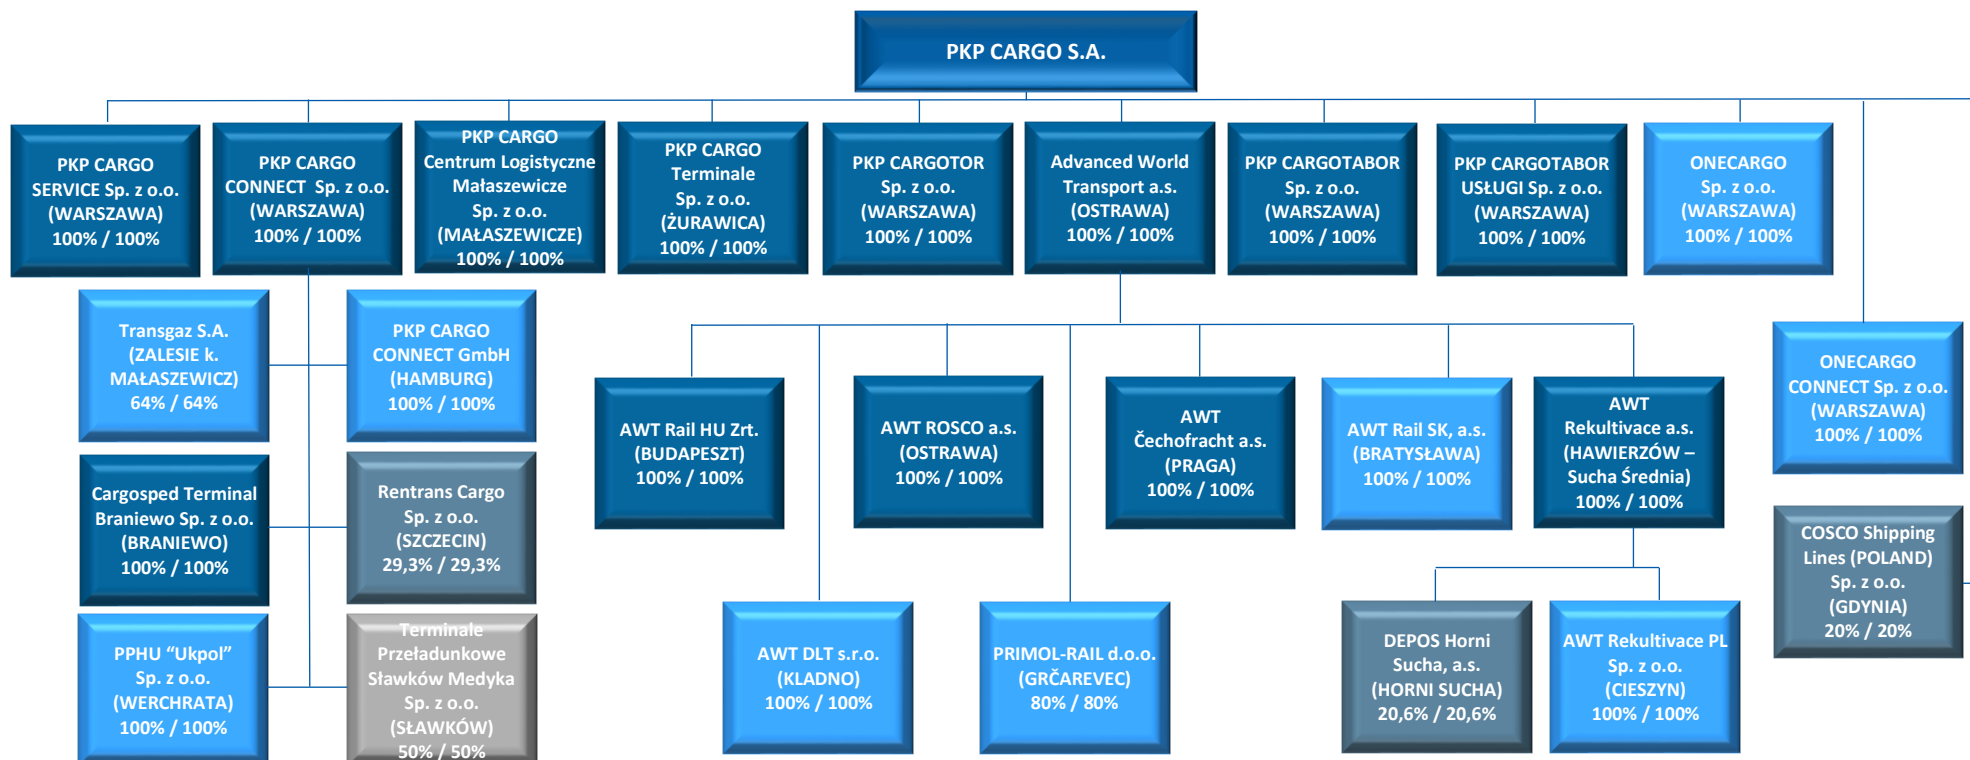 PKP CARGO S.A.
PKP CARGO
SERVICE Sp. z o.o.
(WARSZAWA)
100% / 100%
PKP CARGO
CONNECT Sp. z o.o.
(WARSZAWA)
100% / 100%
PKP CARGO
Centrum Logistyczne
Małaszewicze
Sp. z o.o.
(MAŁASZEWICZE)
100% / 100%
PKP CARGO
Terminale
Sp. z o.o.
(ŻURAWICA)
100% / 100%
PKP CARGOTOR
Sp. z o.o.
(WARSZAWA)
100% / 100%
Advanced World
Transport a.s.
(OSTRAWA)
100% / 100%
PKP CARGOTABOR
Sp. z o.o.
(WARSZAWA)
100% / 100%
PKP CARGOTABOR
USŁUGI Sp. z o.o.
(WARSZAWA)
100% / 100%
ONECARGO
Sp. z o.o.
(WARSZAWA)
100% / 100%
Transgaz S.A.
(ZALESIE k.
MAŁASZEWICZ)
64% / 64%
PKP CARGO
CONNECT GmbH
(HAMBURG)
100% / 100%
ONECARGO
CONNECT Sp. z o.o.
(WARSZAWA)
100% / 100%
AWT Rail HU Zrt.
(BUDAPESZT)
100% / 100%
AWT ROSCO a.s.
(OSTRAWA)
100% / 100%
AWT
Čechofracht a.s.
(PRAGA)
100% / 100%
AWT Rail SK, a.s.
(BRATYSŁAWA)
100% / 100%
AWT
Rekultivace a.s.
(HAWIERZÓW –
Sucha Średnia)
100% / 100%
Cargosped Terminal
Braniewo Sp. z o.o.
(BRANIEWO)
100% / 100%
Rentrans Cargo
Sp. z o.o.
(SZCZECIN)
29,3% / 29,3%
COSCO Shipping
Lines (POLAND)
Sp. z o.o.
(GDYNIA)
20% / 20%
PPHU “Ukpol”
Sp. z o.o.
(WERCHRATA)
100% / 100%
Terminale
Przeładunkowe
Sławków Medyka
Sp. z o.o.
(SŁAWKÓW)
50% / 50%
AWT DLT s.r.o.
(KLADNO)
100% / 100%
PRIMOL-RAIL d.o.o.
(GRČAREVEC)
80% / 80%
DEPOS Horni
Sucha, a.s.
(HORNI SUCHA)
20,6% / 20,6%
AWT Rekultivace PL
Sp. z o.o.
(CIESZYN)
100% / 100%